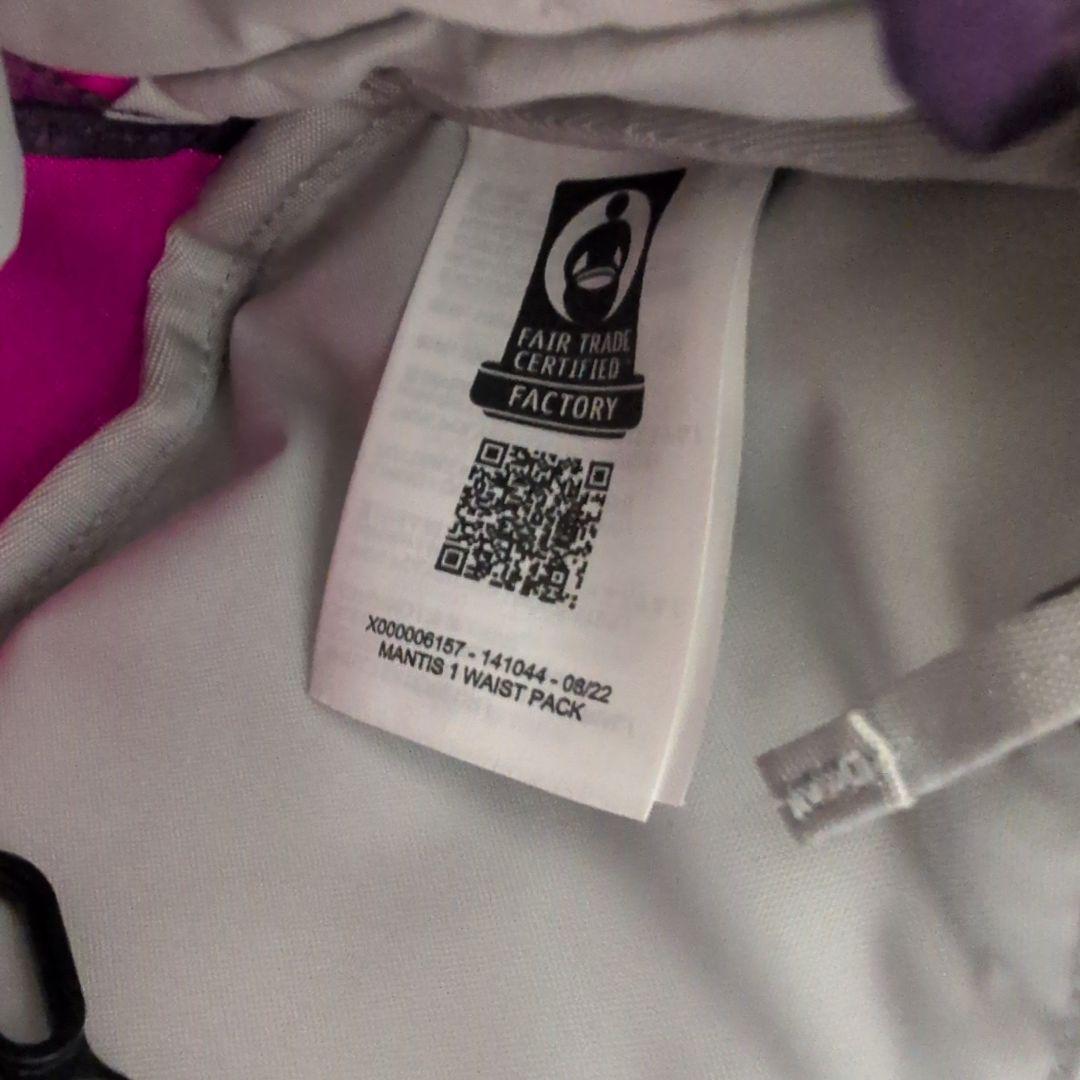 FAIR TRADE
CERTIFIED
FACTORY
X000006157 - 141044 - 08/22
MANTIS 1 WAIST PACK